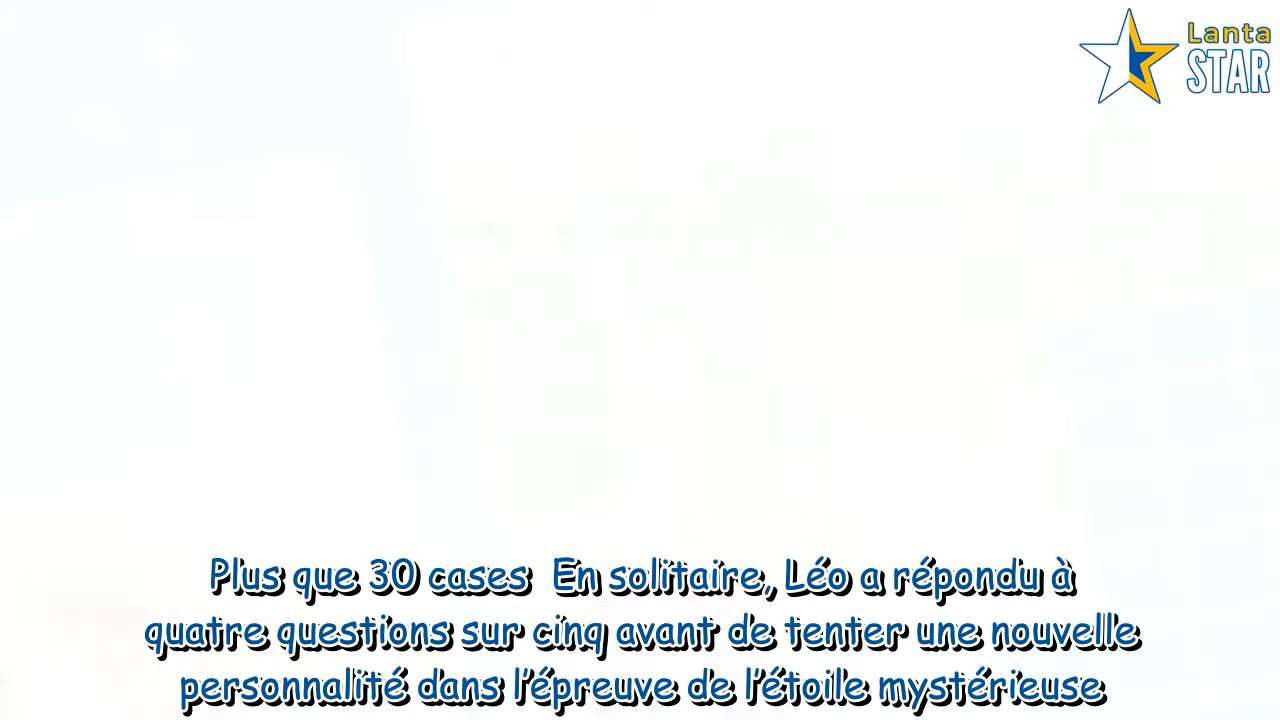 Lanta
STAR
Plus que 30 cases  En solitaire, Léo a répondu à
quatre questions sur cinq avant de tenter une nouvelle
personnalité dans l'épreuve de l'étoile mystérieuse